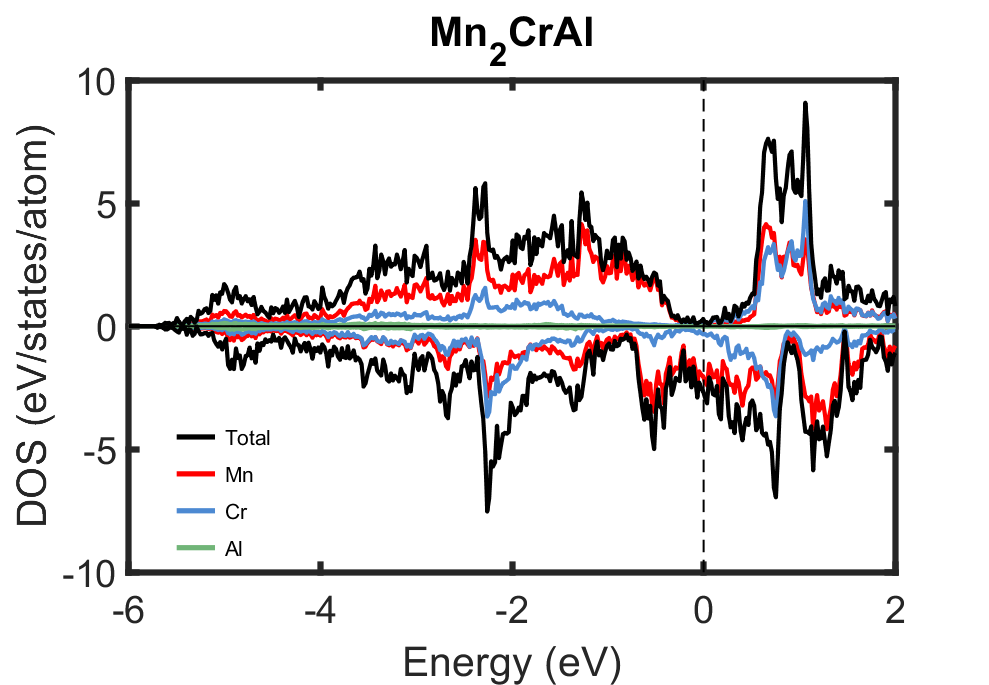 Mn₂CrAl
10
5
0
-5
-10
DOS (eV/states/atom)
Total
Mn
Cr
Al
-6 -4 -2 0 2
Energy (eV)